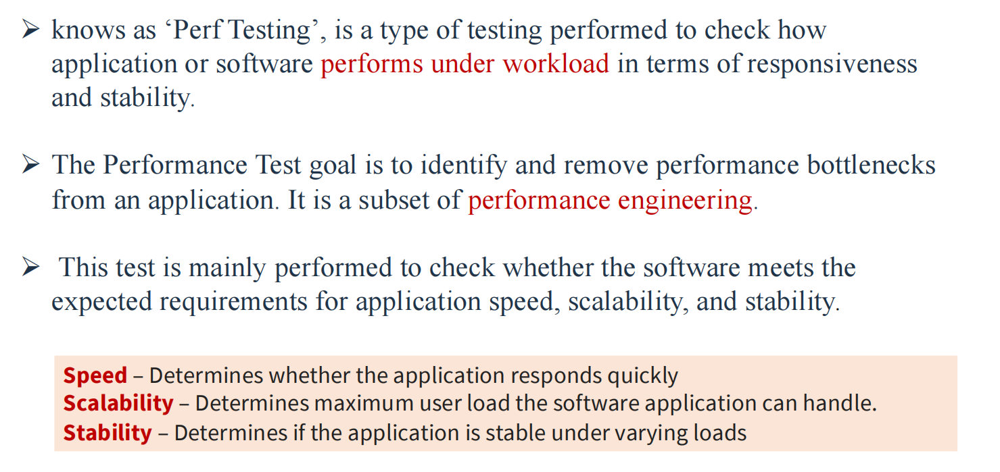 ➢ knows as ‘Perf Testing’, is a type of testing performed to check how
application or software performs under workload in terms of responsiveness
and stability.
➢ The Performance Test goal is to identify and remove performance bottlenecks
from an application. It is a subset of performance engineering.
➢ This test is mainly performed to check whether the software meets the
expected requirements for application speed, scalability, and stability.
Speed – Determines whether the application responds quickly
Scalability – Determines maximum user load the software application can handle.
Stability – Determines if the application is stable under varying loads